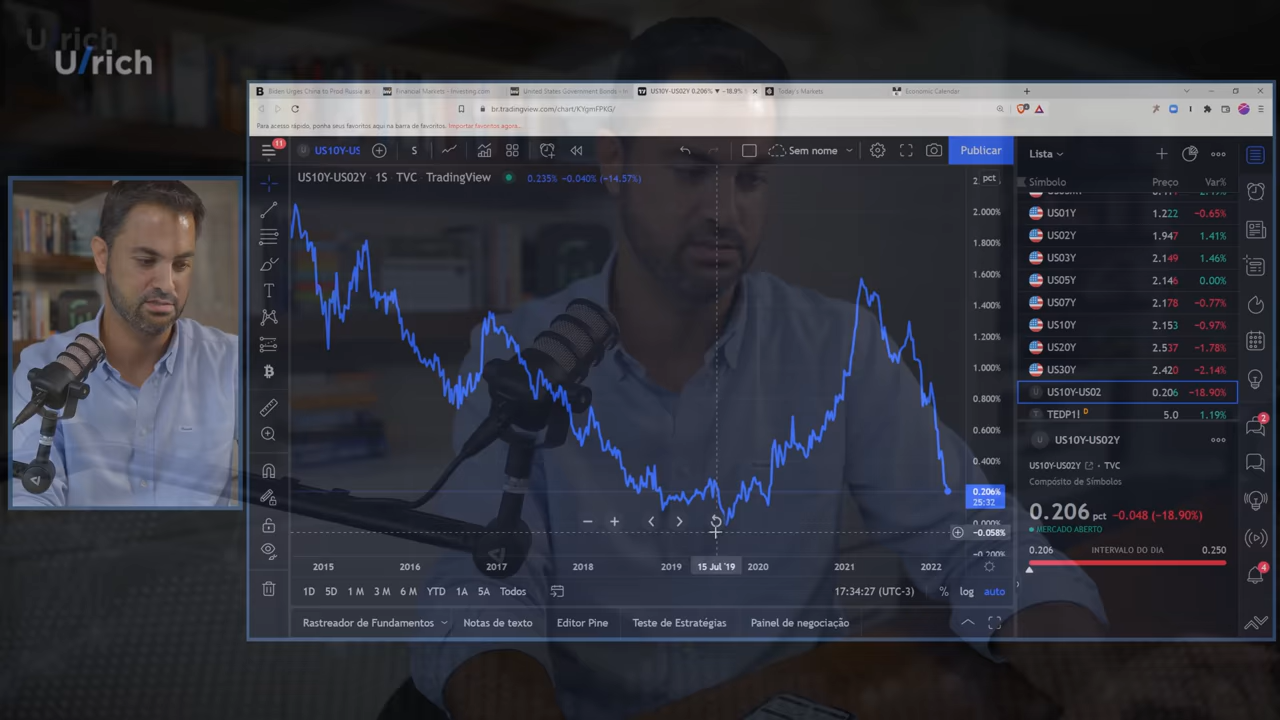 U/rich
Biden Urges China to Prod Russia as
Financial Markets - Investing.com
United States Government Bonds - In
US10Y-US02Y 0.206% ▼ -18.9%
Today's Markets
Economic Calendar
br.tradingview.com/chart/KYgmFPKG/
Para acesso rápido, ponha seus favoritos aqui na barra de favoritos. Importar favoritos agora...
11 US10Y-US S Sem nome Publicar Lista
US10Y-US02Y 1S TVC TradingView 0.235% −0.040% (−14.57%)
pct
2.000%
1.800%
1.600%
1.400%
1.200%
1.000%
0.800%
0.600%
0.400%
0.206%
25:32
0.000%
−0.058%
−0.200%
2015 2016 2017 2018 2019 15 Jul '19 2020 2021 2022
1D 5D 1 M 3 M 6 M YTD 1A 5A Todos 17:34:27 (UTC-3) % log auto
Rastreador de Fundamentos Notas de texto Editor Pine Teste de Estratégias Painel de negociação
Símbolo Preço Var%
US01Y 1.222 −0.65%
US02Y 1.947 1.41%
US03Y 2.149 1.46%
US05Y 2.146 0.00%
US07Y 2.178 −0.77%
US10Y 2.153 −0.97%
US20Y 2.537 −1.78%
US30Y 2.420 −2.14%
US10Y-US02 0.206 −18.90%
TEDP1! D 5.0 1.19%
US10Y-US02Y
US10Y-US02Y • TVC
Compósito de Símbolos
0.206 pct −0.048 (−18.90%)
MERCADO ABERTO
0.206 INTERVALO DO DIA 0.250
2
4